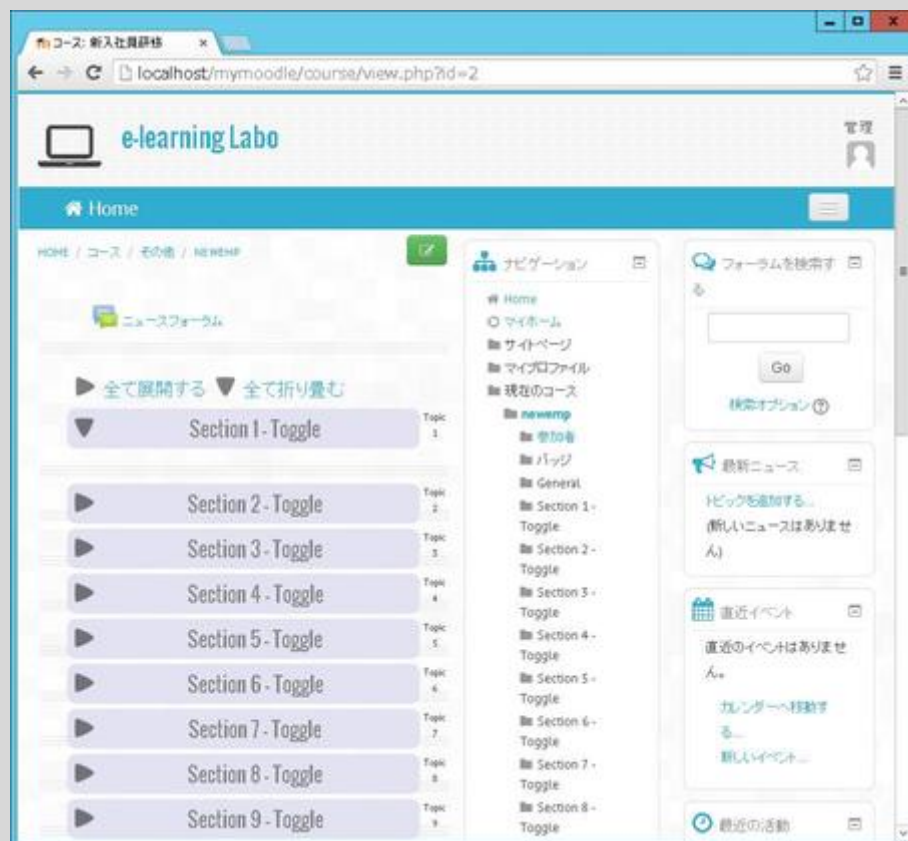 コース: 新入社員研修
localhost/mymoodle/course/view.php?id=2
e-learning Labo
管理
Home
HOME / コース / その他 / NEWEMP
ニュースフォーラム
全て展開する 全て折り畳む
Section 1 - Toggle
Topic
1
Section 2 - Toggle
Topic
2
Section 3 - Toggle
Topic
3
Section 4 - Toggle
Topic
4
Section 5 - Toggle
Topic
5
Section 6 - Toggle
Topic
6
Section 7 - Toggle
Topic
7
Section 8 - Toggle
Topic
8
Section 9 - Toggle
Topic
9
ナビゲーション
Home
マイホーム
サイトページ
マイプロファイル
現在のコース
newemp
参加者
バッジ
General
Section 1 -
Toggle
Section 2 -
Toggle
Section 3 -
Toggle
Section 4 -
Toggle
Section 5 -
Toggle
Section 6 -
Toggle
Section 7 -
Toggle
Section 8 -
Toggle
フォーラムを検索す
る
Go
検索オプション
最新ニュース
トピックを追加する...
(新しいニュースはありませ
ん)
直近イベント
直近のイベントはありませ
ん。
カレンダーへ移動す
る...
新しいイベント...
最近の活動